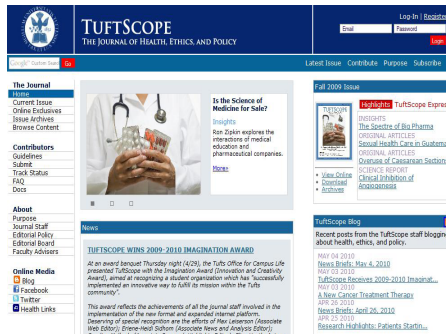 Log-In | Register
TUFTSCOPE
THE JOURNAL OF HEALTH, ETHICS, AND POLICY
Email
Password
Login
Google™ Custom Search
Go
Latest Issue Contribute Purpose Subscribe
The Journal
Home
Current Issue
Online Exclusives
Issue Archives
Browse Content
Contributors
Guidelines
Submit
Track Status
FAQ
Docs
About
Purpose
Journal Staff
Editorial Policy
Editorial Board
Faculty Advisers
Online Media
Blog
Facebook
Twitter
Health Links
Is the Science of
Medicine for Sale?
Insights
Ron Zipkin explores the
interactions of medical
education and
pharmaceutical companies.
More»
News
TUFTSCOPE WINS 2009-2010 IMAGINATION AWARD
At an award banquet Thursday night (4/29), the Tufts Office for Campus Life
presented TuftScope with the Imagination Award (Innovation and Creativity
Award), aimed at recognizing a student organization which has "successfully
implemented an innovative way to fulfill its mission within the Tufts
community".
This award reflects the achievements of all the journal staff involved in the
implementation of the new format and expanded internet platform.
Deserving of special recognition are the efforts of Max Leiserson (Associate
Web Editor); Eriene-Heidi Sidhom (Associate News and Analysis Editor);
Fall 2009 Issue
TUFTSCOPE
Highlights TuftScope Expres
INSIGHTS
The Spectre of Big Pharma
ORIGINAL ARTICLES
Sexual Health Care in Guatema
ORIGINAL ARTICLES
Overuse of Caesarean Section
SCIENCE REPORT
Clinical Inhibition of
Angiogenesis
View Online
Download
Archives
TuftScope Blog
Recent posts from the TuftScope staff blogging
about health, ethics, and policy.
MAY 04 2010
News Briefs: May 4, 2010
MAY 03 2010
TuftScope Receives 2009-2010 Imaginat...
MAY 03 2010
A New Cancer Treatment Therapy
APR 26 2010
News Briefs: April 26, 2010
APR 25 2010
Research Highlights: Patients Startin...